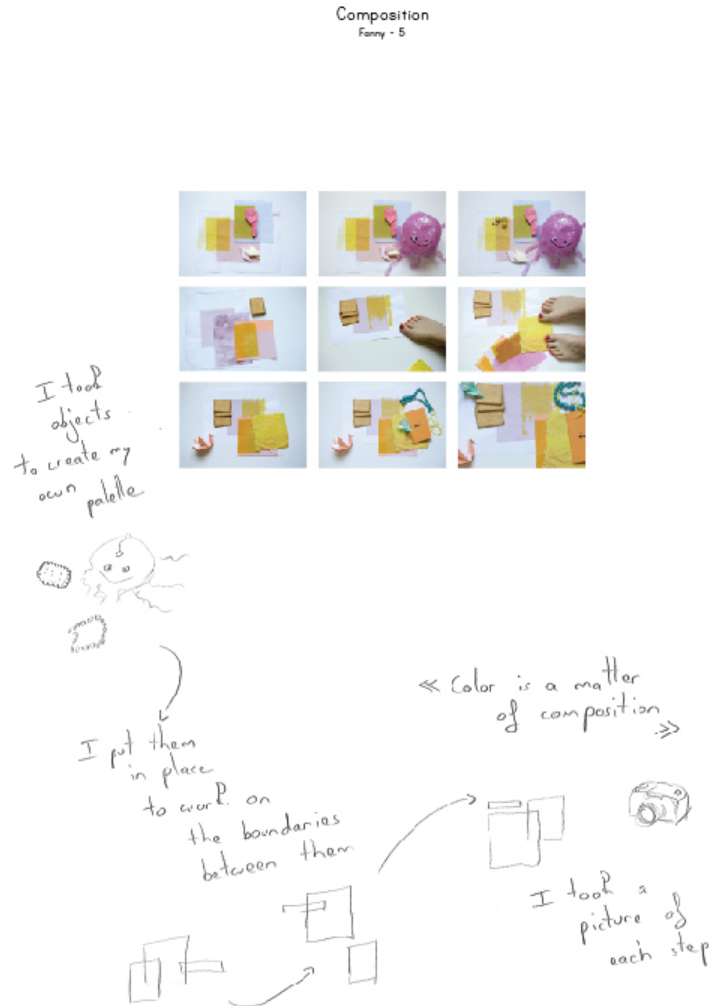 Composition
Fanny - 5
I took
objects
to create my
own
palette
I put them
in place
to work on
the boundaries
between them
« Color is a matter
of composition
»
I took a
picture of
each step